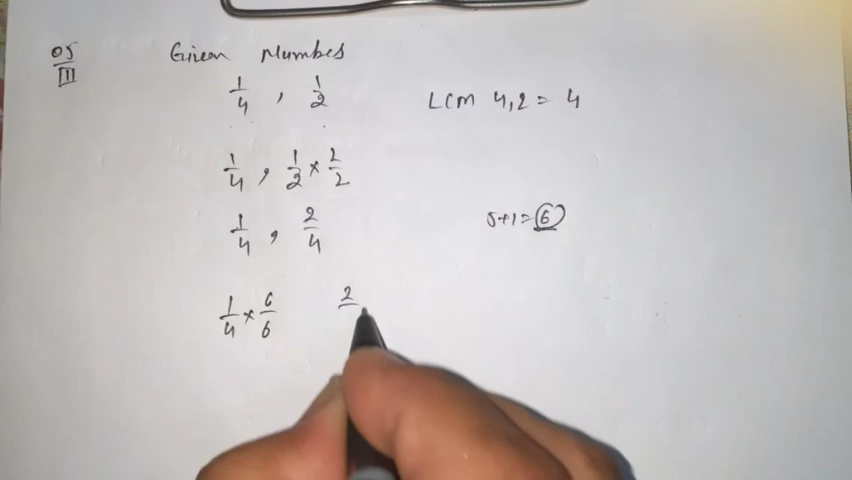 05
III
Given Numbes
1/4 , 1/2
LCM 4,2 = 4
1/4 , 1/2 × 2/2
1/4 , 2/4
5+1=6
1/4 × 6/6 2/